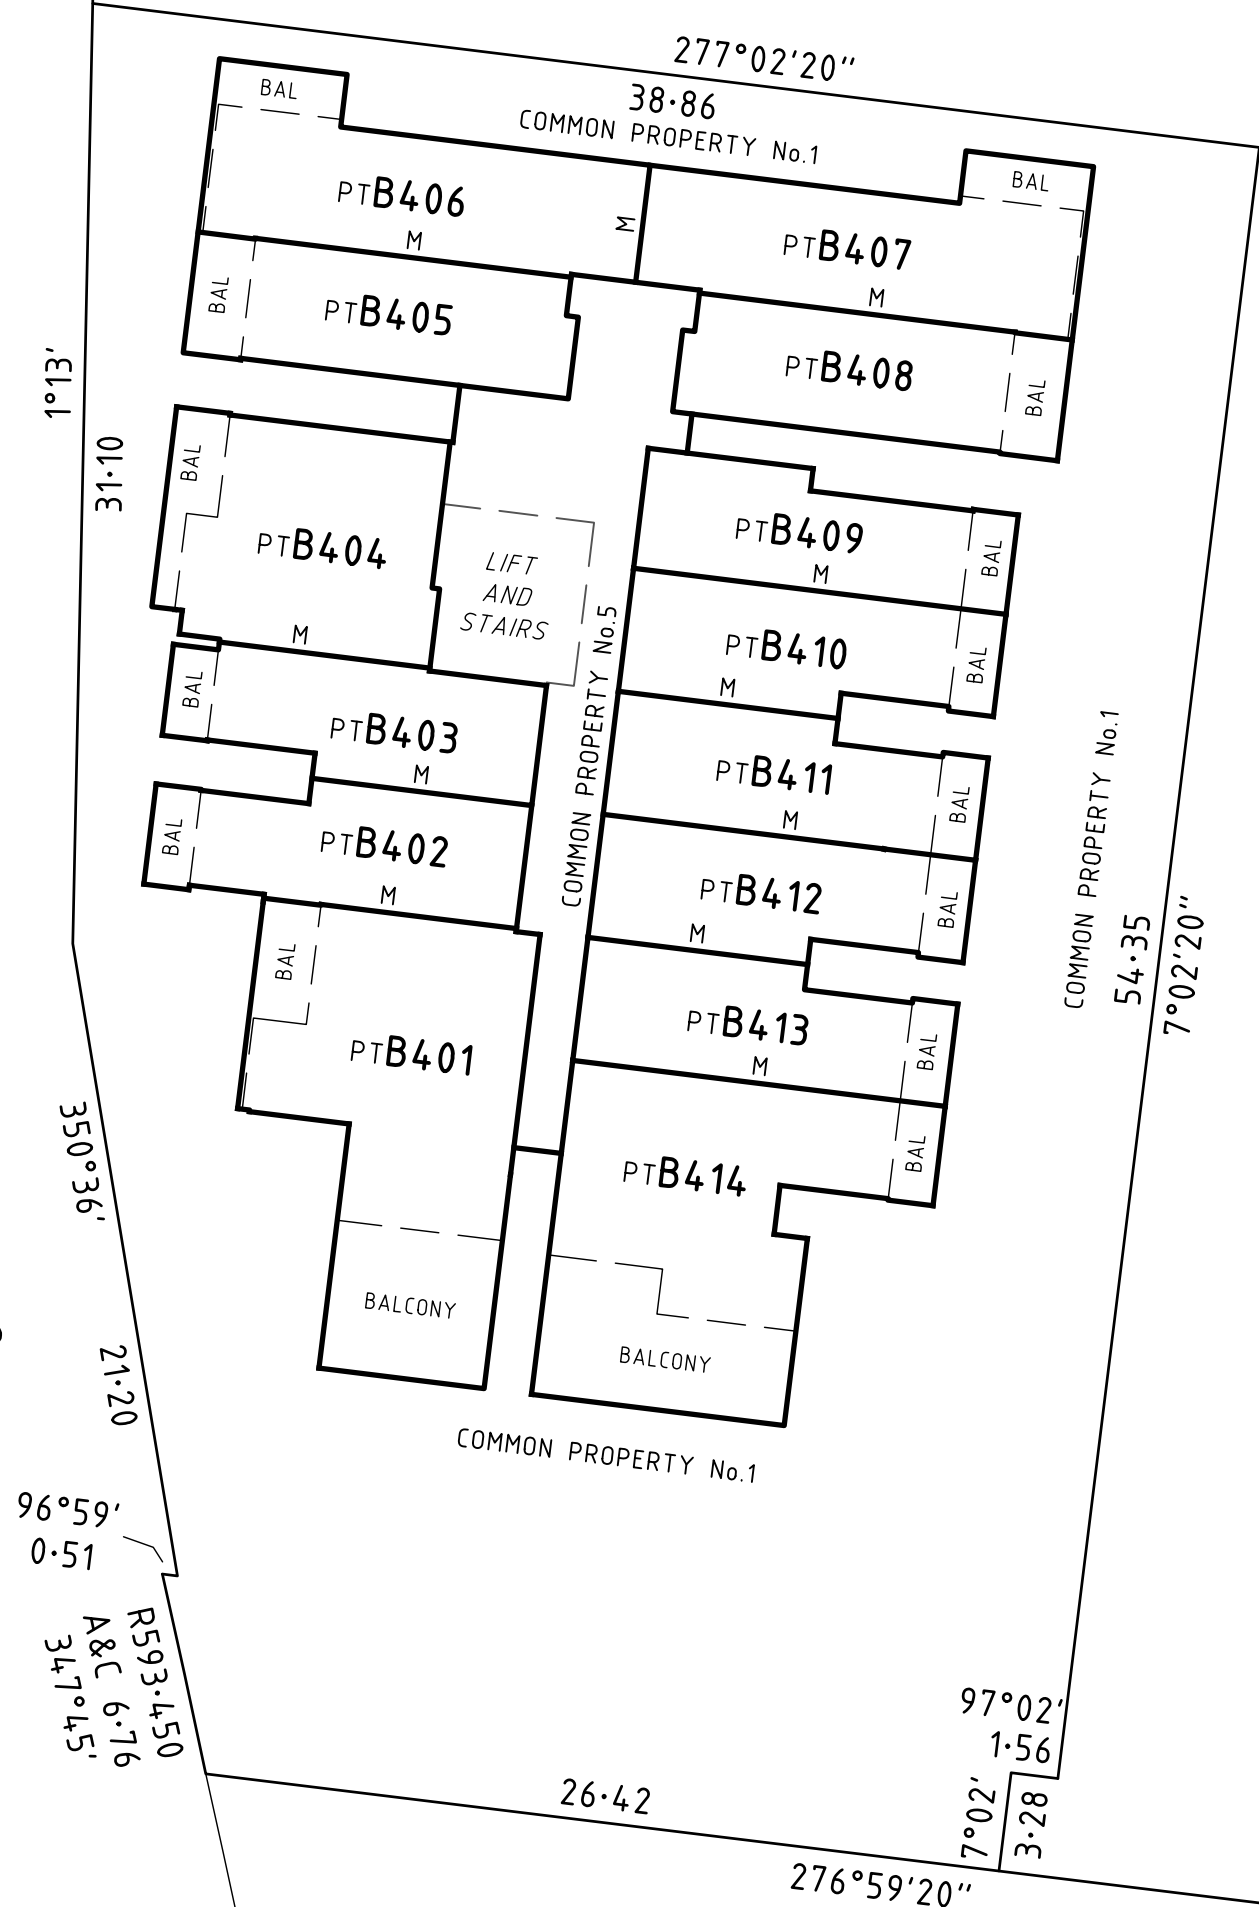 277°02'20"
38·86
COMMON PROPERTY No.1
BAL
BAL
PTB406
M
M
PTB407
M
BAL
PTB405
PTB408
BAL
1°13'
31·10
BAL
PTB404
M
LIFT
AND
STAIRS
COMMON PROPERTY No.5
PTB409
M
BAL
PTB410
M
BAL
BAL
PTB403
M
PTB411
M
BAL
BAL
PTB402
M
PTB412
M
BAL
COMMON PROPERTY No.1
54·35
7°02'20"
BAL
PTB401
PTB413
M
BAL
350°36'
21·20
PTB414
BAL
BALCONY
BALCONY
COMMON PROPERTY No.1
96°59'
0·51
R593·450
A&C 6·76
347°45'
97°02'
1·56
7°02'
3·28
26·42
276°59'20"